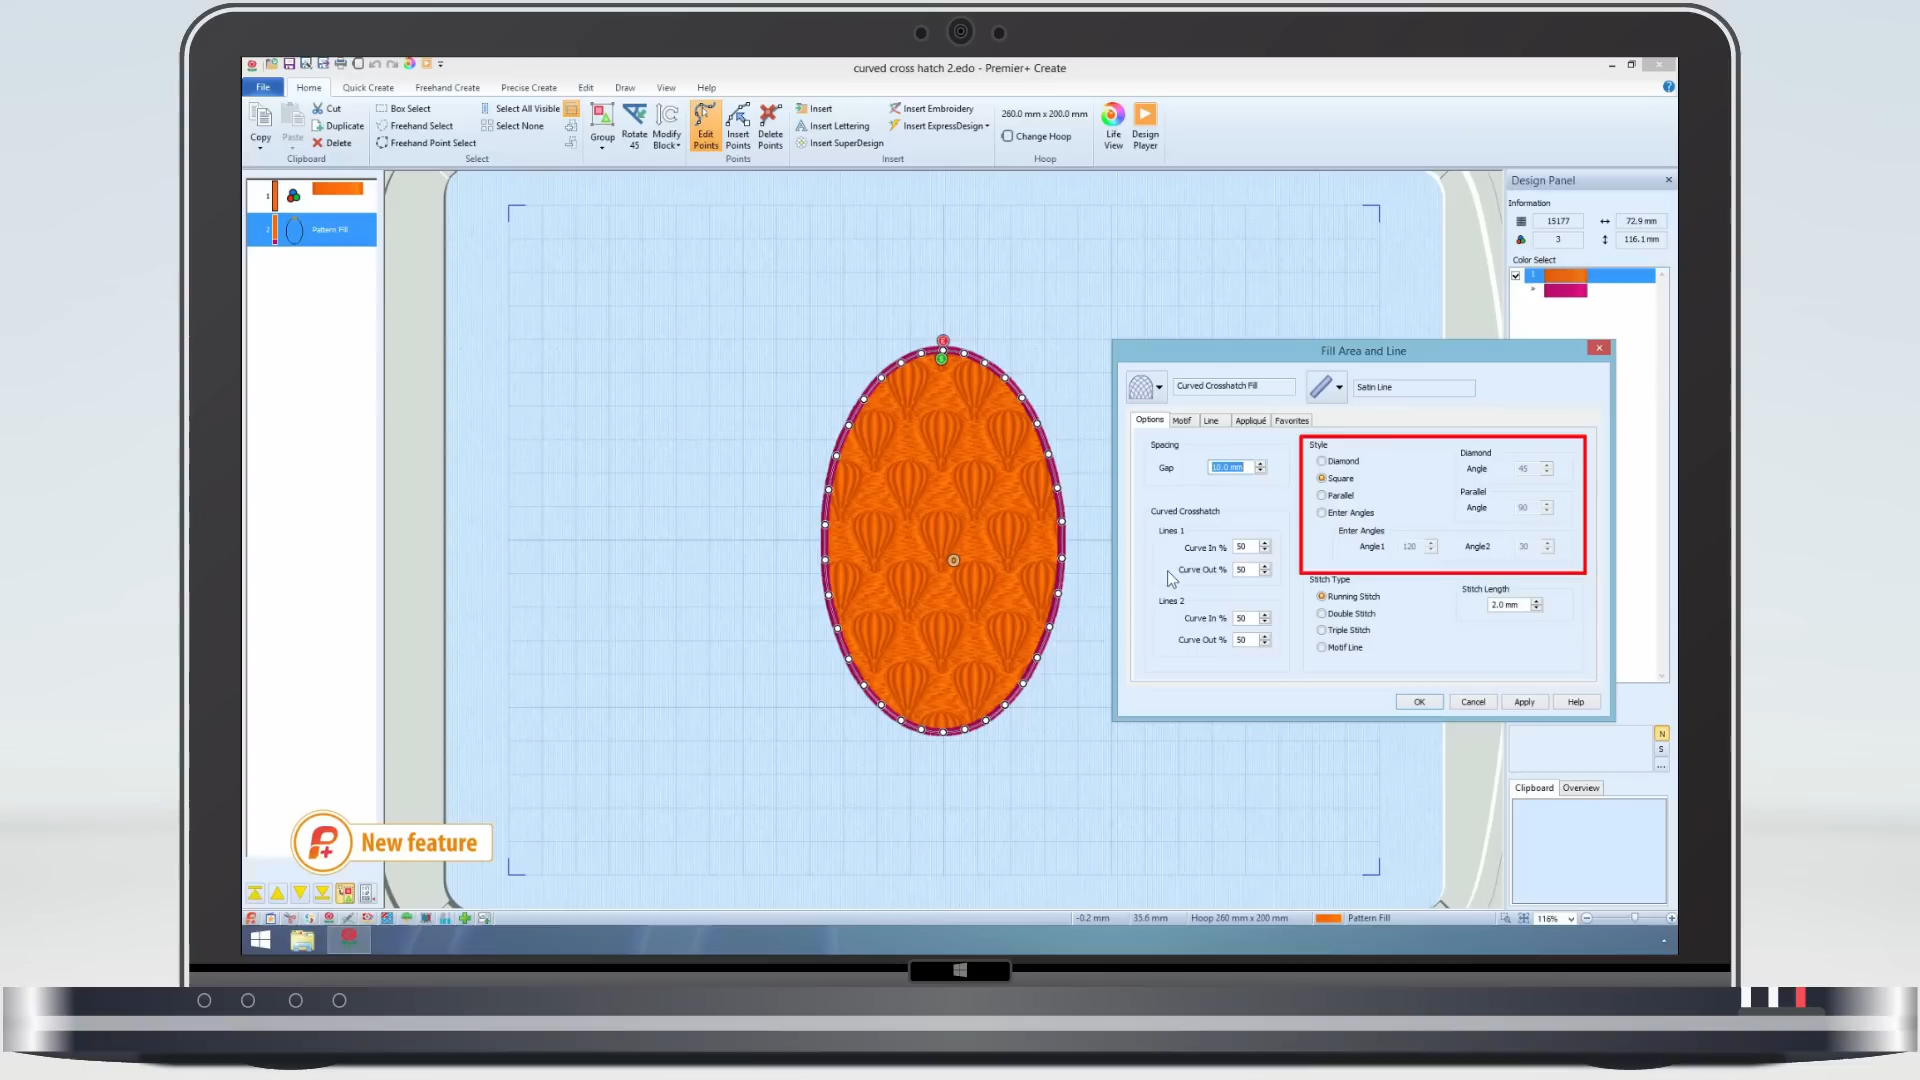 curved cross hatch 2.edo - Premier+ Create
File Home Quick Create Freehand Create Precise Create Edit Draw View Help
Copy
Paste
Cut
Duplicate
Delete
Clipboard
Box Select
Freehand Select
Freehand Point Select
Select All Visible
Select None
Select
Group
Rotate 45
Modify Block
Edit Points
Insert Points
Delete Points
Points
Insert
Insert Lettering
Insert SuperDesign
Insert Embroidery
Insert ExpressDesign
Insert
260.0 mm x 200.0 mm
Change Hoop
Hoop
Life View
Design Player
1
2 Pattern Fill
Design Panel
Information
15177 72.9 mm
3 116.1 mm
Color Select
1
Fill Area and Line
Curved Crosshatch Fill Satin Line
Options Motif Line Appliqué Favorites
Spacing
Gap 10.0 mm
Curved Crosshatch
Lines 1
Curve In % 50
Curve Out % 50
Lines 2
Curve In % 50
Curve Out % 50
Style
Diamond
Square
Parallel
Enter Angles
Diamond
Angle 45
Parallel
Angle 90
Enter Angles
Angle1 120 Angle2 30
Stitch Type
Running Stitch
Double Stitch
Triple Stitch
Motif Line
Stitch Length
2.0 mm
OK Cancel Apply Help
N
S
...
Clipboard Overview
P+ New feature
-0.2 mm 35.6 mm Hoop 260 mm x 200 mm Pattern Fill 116%